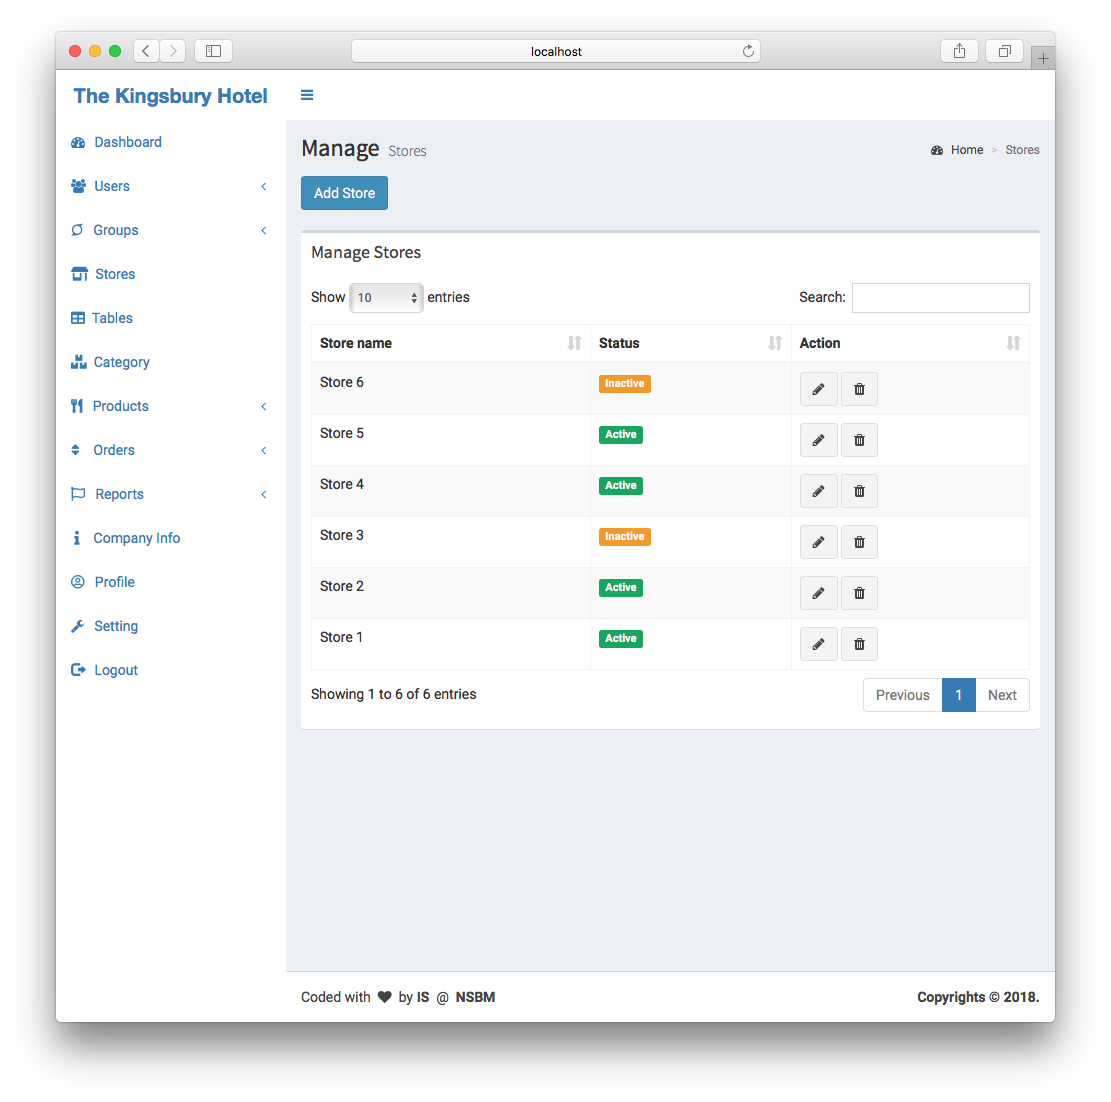 localhost
The Kingsbury Hotel
Dashboard
Users
Groups
Stores
Tables
Category
Products
Orders
Reports
Company Info
Profile
Setting
Logout
Manage Stores
Home > Stores
Add Store
Manage Stores
Show 10 entries
Search:
Store name Status Action
Store 6 Inactive
Store 5 Active
Store 4 Active
Store 3 Inactive
Store 2 Active
Store 1 Active
Showing 1 to 6 of 6 entries
Previous 1 Next
Coded with ♥ by IS @ NSBM
Copyrights © 2018.